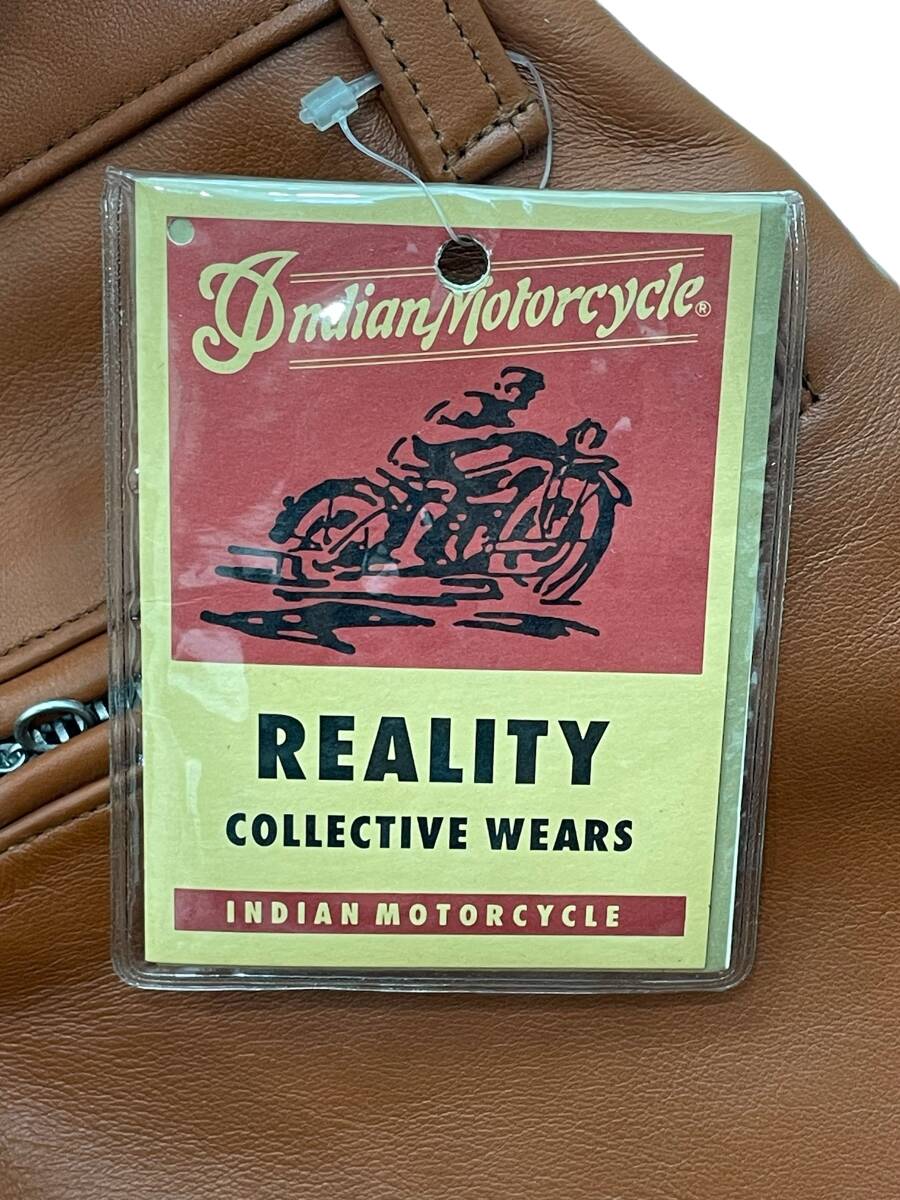 Indian Motorcycle®
REALITY
COLLECTIVE WEARS
INDIAN MOTORCYCLE